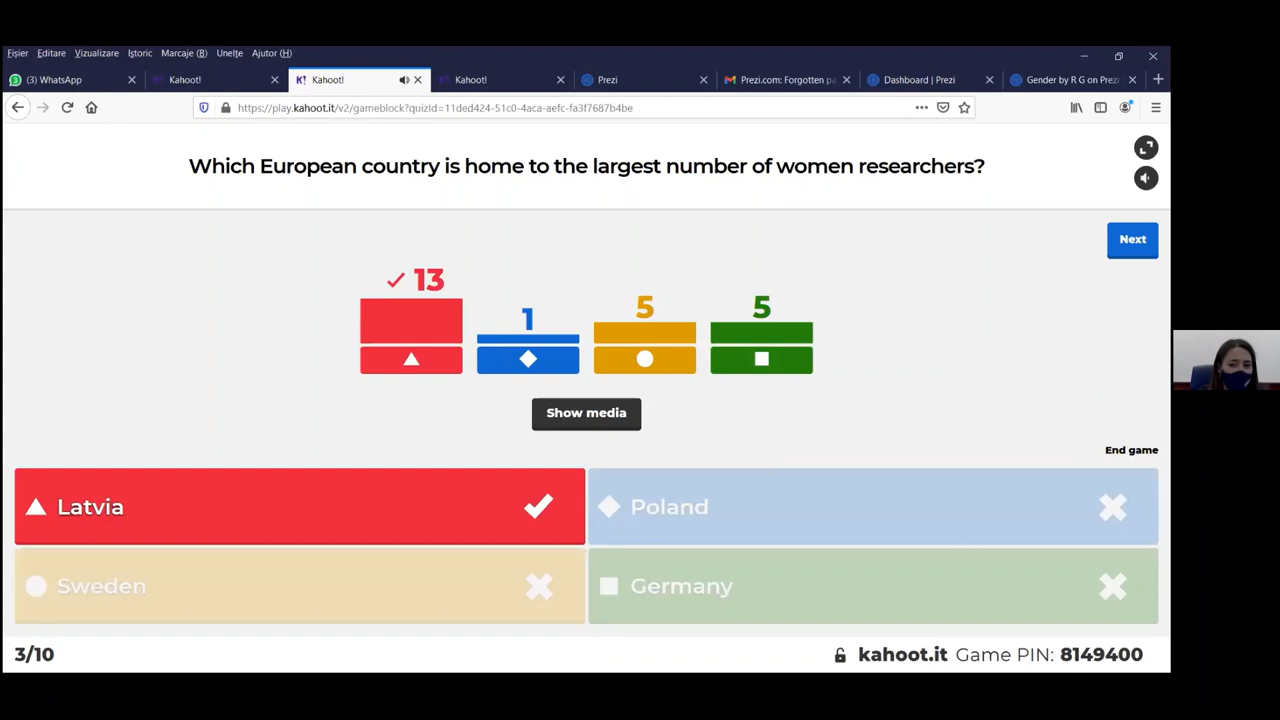 Fișier Editare Vizualizare Istoric Marcaje (B) Unelte Ajutor (H)
(3) WhatsApp Kahoot! Kahoot! Kahoot! Prezi Prezi.com: Forgotten pa Dashboard | Prezi Gender by R G on Prezi
https://play.kahoot.it/v2/gameblock?quizId=11ded424-51c0-4aca-aefc-fa3f7687b4be
Which European country is home to the largest number of women researchers?
Next
13 1 5 5
Show media
End game
Latvia Poland
Sweden Germany
3/10 kahoot.it Game PIN: 8149400